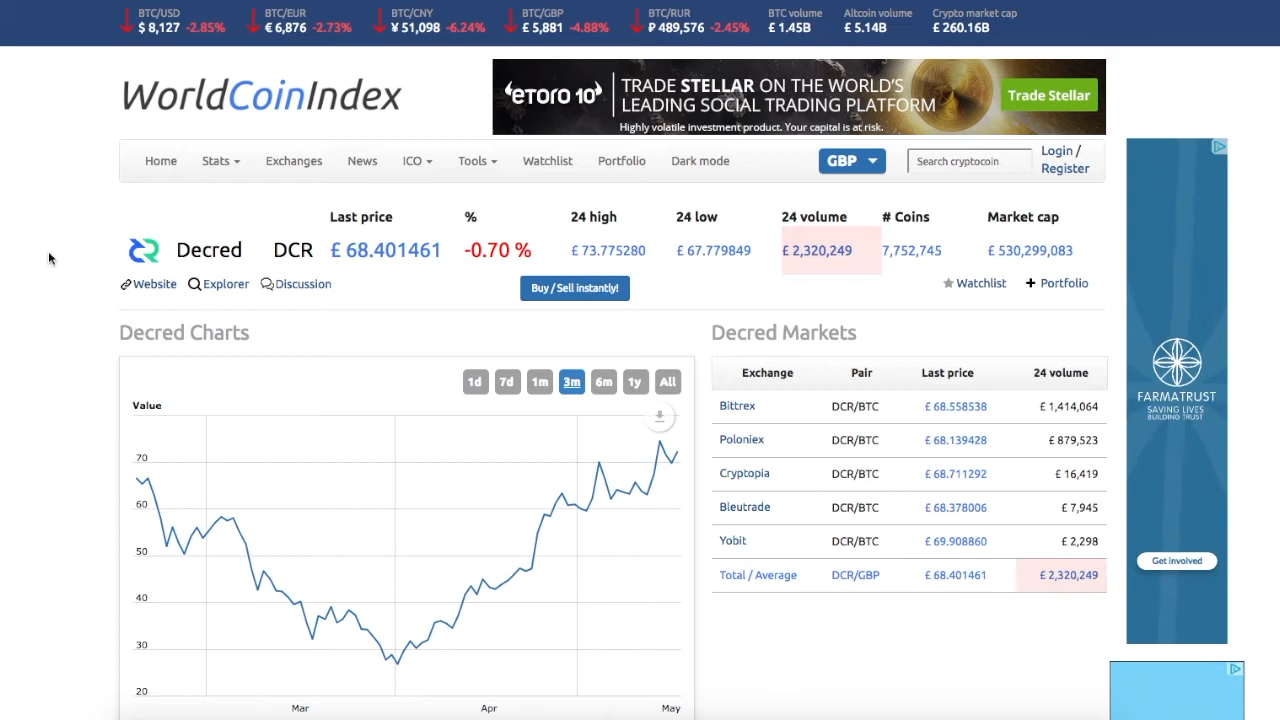 BTC/USD BTC/EUR BTC/CNY BTC/GBP BTC/RUR BTC volume Altcoin volume Crypto market cap
$ 8,127 -2.85% € 6,876 -2.73% ¥ 51,098 -6.24% £ 5,881 -4.88% ₽ 489,576 -2.45% £ 1.45B £ 5.14B £ 260.16B
WorldCoinIndex
etoro 10
TRADE STELLAR ON THE WORLD'S
LEADING SOCIAL TRADING PLATFORM
Highly volatile investment product. Your capital is at risk.
Trade Stellar
Home Stats Exchanges News ICO Tools Watchlist Portfolio Dark mode GBP Search cryptocoin
Login /
Register
Last price % 24 high 24 low 24 volume # Coins Market cap
Decred DCR £ 68.401461 -0.70 % £ 73.775280 £ 67.779849 £ 2,320,249 7,752,745 £ 530,299,083
Website Explorer Discussion Buy / Sell instantly! Watchlist Portfolio
Decred Charts
1d 7d 1m 3m 6m 1y All
Value
70
60
50
40
30
20
Mar Apr May
Decred Markets
Exchange Pair Last price 24 volume
Bittrex DCR/BTC £ 68.558538 £ 1,414,064
Poloniex DCR/BTC £ 68.139428 £ 879,523
Cryptopia DCR/BTC £ 68.711292 £ 16,419
Bleutrade DCR/BTC £ 68.378006 £ 7,945
Yobit DCR/BTC £ 69.908860 £ 2,298
Total / Average DCR/GBP £ 68.401461 £ 2,320,249
FARMATRUST
SAVING LIVES
BUILDING TRUST
Get involved